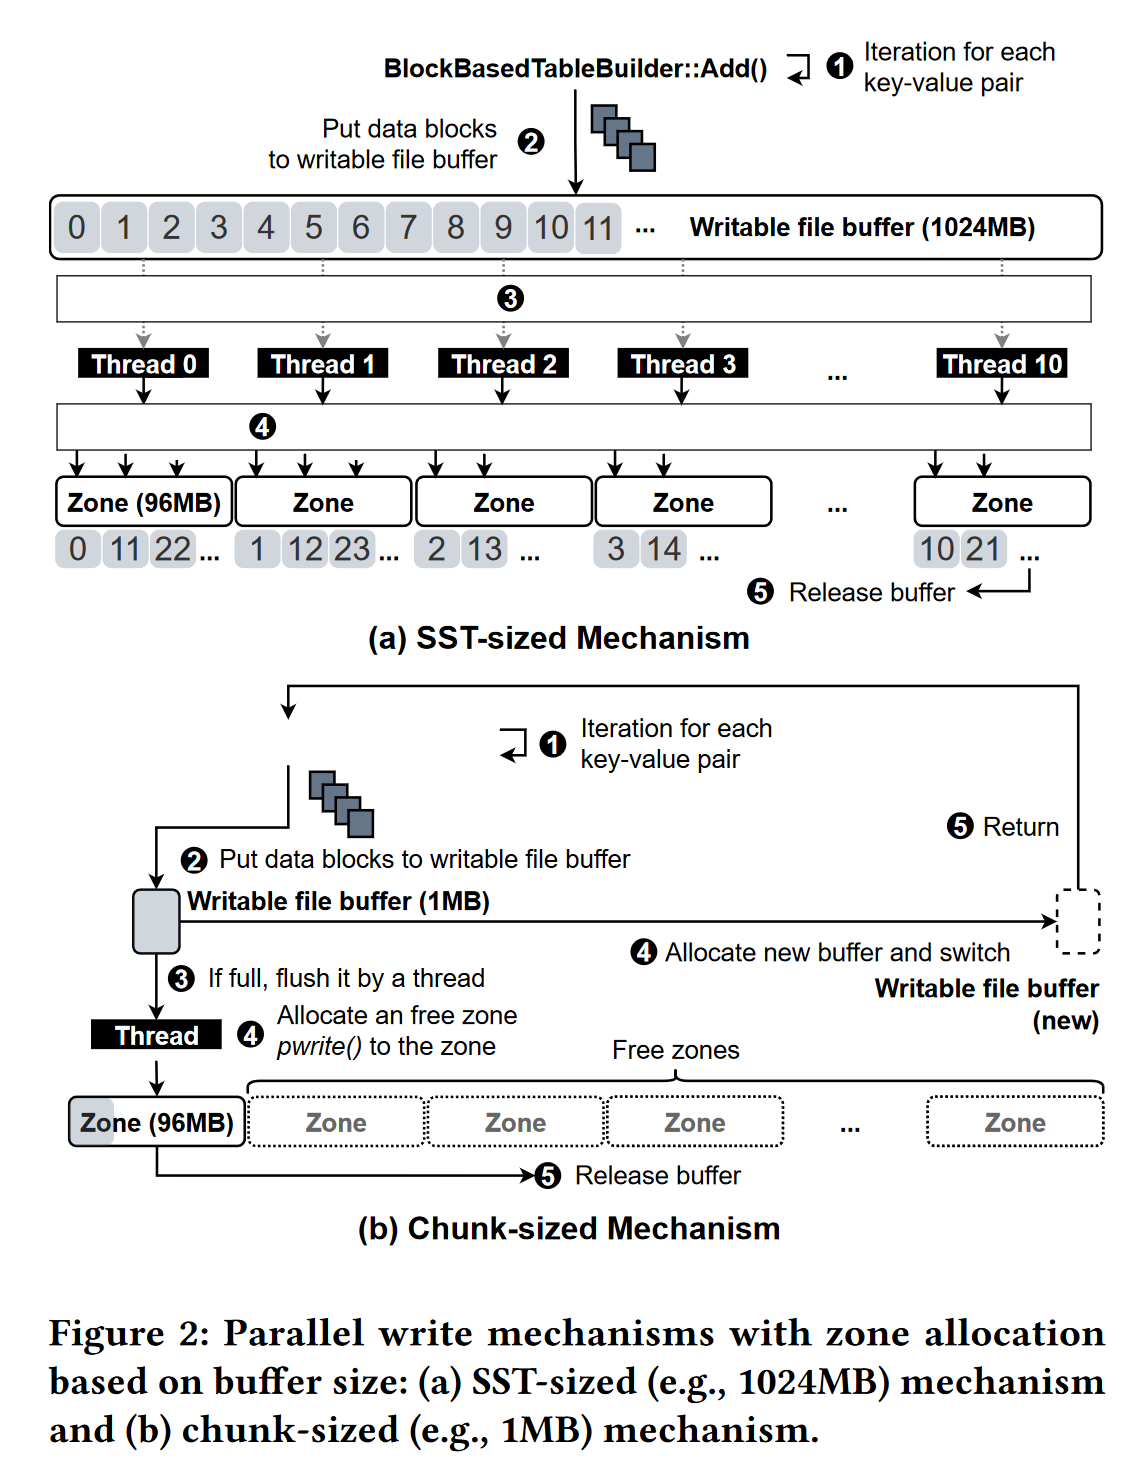 BlockBasedTableBuilder::Add()
❶ Iteration for each
key-value pair
Put data blocks
to writable file buffer
❷
0 1 2 3 4 5 6 7 8 9 10 11 ... Writable file buffer (1024MB)
❸
Thread 0 Thread 1 Thread 2 Thread 3 ... Thread 10
❹
Zone (96MB) Zone Zone Zone ... Zone
0 11 22 ... 1 12 23 ... 2 13 ... 3 14 ... 10 21 ...
❺ Release buffer
(a) SST-sized Mechanism
❶ Iteration for each
key-value pair
❺ Return
❷ Put data blocks to writable file buffer
Writable file buffer (1MB)
❹ Allocate new buffer and switch
❸ If full, flush it by a thread
Writable file buffer
(new)
Thread
❹ Allocate an free zone
pwrite() to the zone
Free zones
Zone (96MB) Zone Zone Zone ... Zone
❺ Release buffer
(b) Chunk-sized Mechanism
Figure 2: Parallel write mechanisms with zone allocation
based on buffer size: (a) SST-sized (e.g., 1024MB) mechanism
and (b) chunk-sized (e.g., 1MB) mechanism.